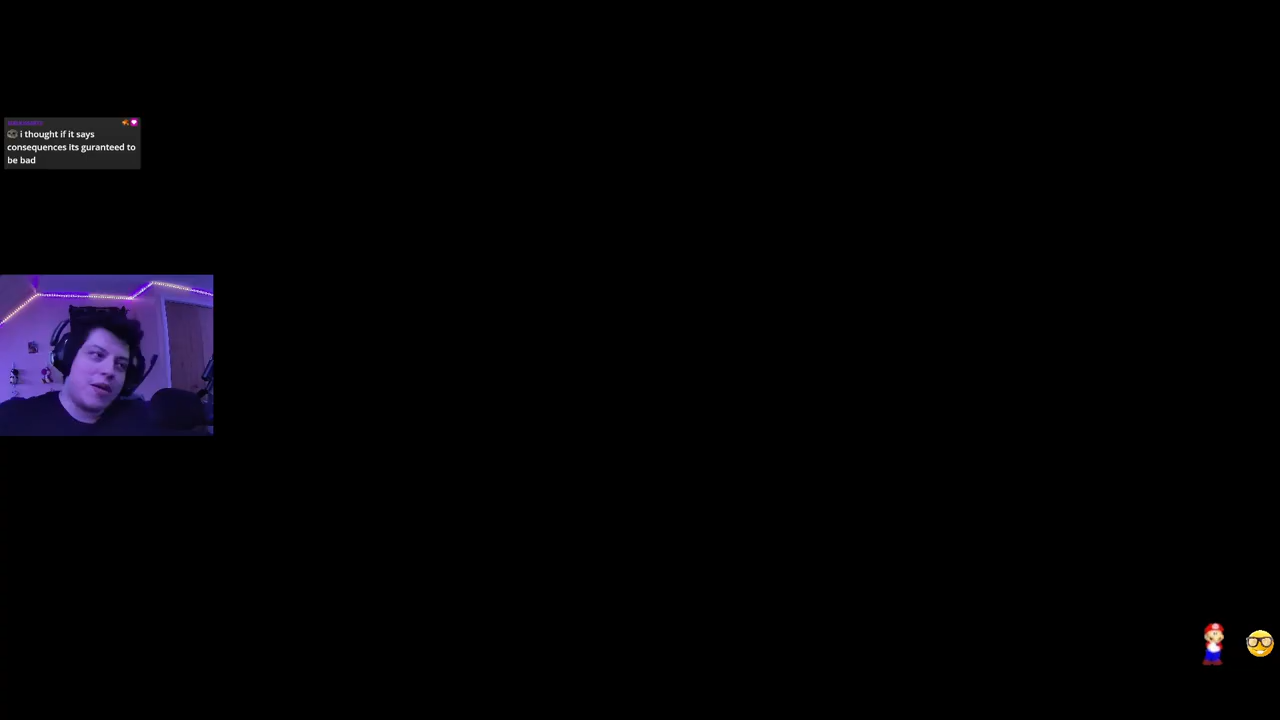 i thought if it says
consequences its guranteed to
be bad